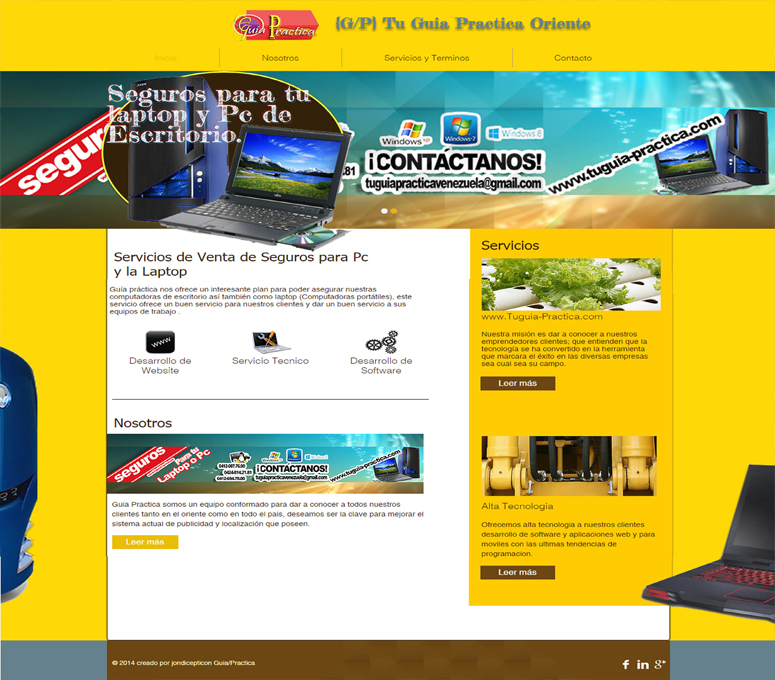 Guia Practica
{G/P} Tu Guia Practica Oriente
Inicio
Nosotros
Servicios y Terminos
Contacto
Seguros para tu
laptop y Pc de
Escritorio.
seguro
Windows XP
Windows 7
Windows 8
¡CONTÁCTANOS!
tuguiapracticavenezuela@gmail.com
www.tuguia-practica.com
Servicios de Venta de Seguros para Pc
y la Laptop
Guía práctica nos ofrece un interesante plan para poder asegurar nuestras
computadoras de escritorio así también como laptop (Computadoras portátiles), este
servicio ofrece un buen servicio para nuestros clientes y dar un buen servicio a sus
equipos de trabajo .
WWW
Desarrollo de
Website
Servicio Tecnico
Desarrollo de
Software
Nosotros
seguros
Para tu
Laptop o Pc
¡CONTÁCTANOS!
tuguiapracticavenezuela@gmail.com
www.tuguia-practica.com
Guia Practica somos un equipo conformado para dar a conocer a todos nuestros
clientes tanto en el oriente como en todo el país, deseamos ser la clave para mejorar el
sistema actual de publicidad y localización que poseen.
Leer más
Servicios
www.Tuguia-Practica.com
Nuestra misión es dar a conocer a nuestros
emprendedores clientes; que entienden que la
tecnología se ha convertido en la herramienta
que marcara el éxito en las diversas empresas
sea cual sea su campo.
Leer más
Alta Tecnologia
Ofrecemos alta tecnologia a nuestros clientes
desarrollo de software y aplicaciones web y para
moviles con las ultimas tendencias de
programacion.
Leer más
© 2014 creado por jondicepticon Guia/Practica